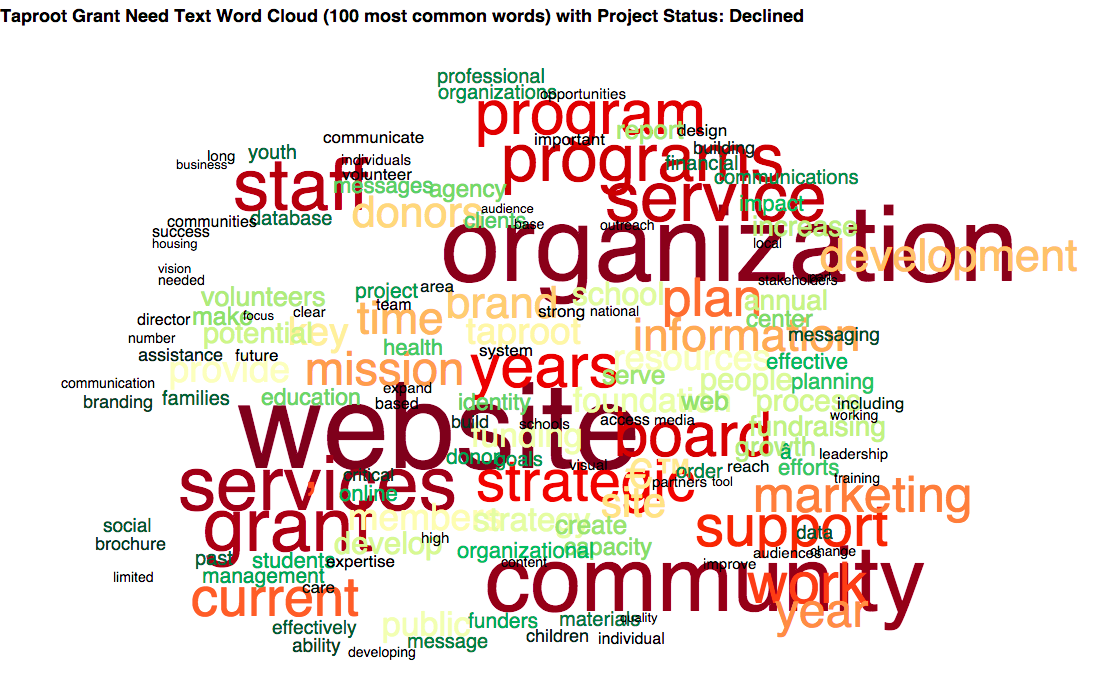 Taproot Grant Need Text Word Cloud (100 most common words) with Project Status: Declined
professional
organizations opportunities
program
report design
communicate important building
long youth individuals programs financial
business volunteer communications
staff messages agency service impact
donors audience
communities database clients base outreach increase
success organization local
housing development
vision
needed stakeholders
volunteers project area brand school plan annual
director make focus clear time team strong national center
number potential key taproot information messaging
assistance future health system
provide mission years resources effective
communication expand serve people planning
branding families education based identity foundation web process including
website build schools access media working
funding board fundraising
donor goals growth â leadership
visual order reach efforts
services critical strategic partners tool training
online site marketing
grant members strategy create support
social data
brochure develop high organizational capacity audiences change
past students expertise content improve
limited management care community work
current year
effectively public funders materials quality
ability message children individual
developing